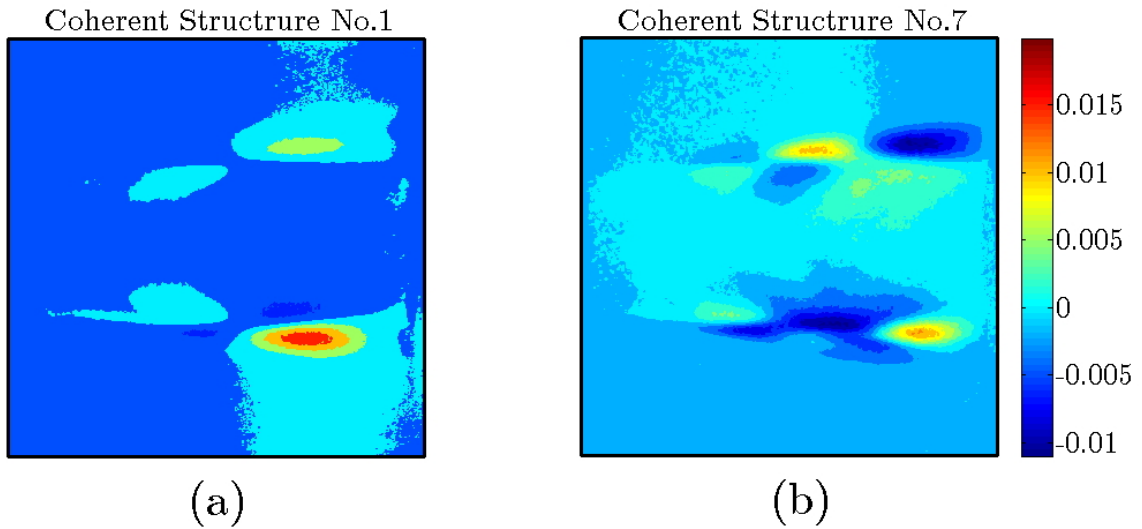 Coherent Structrure No.1
Coherent Structrure No.7
0.015
0.01
0.005
0
-0.005
-0.01
(a)
(b)